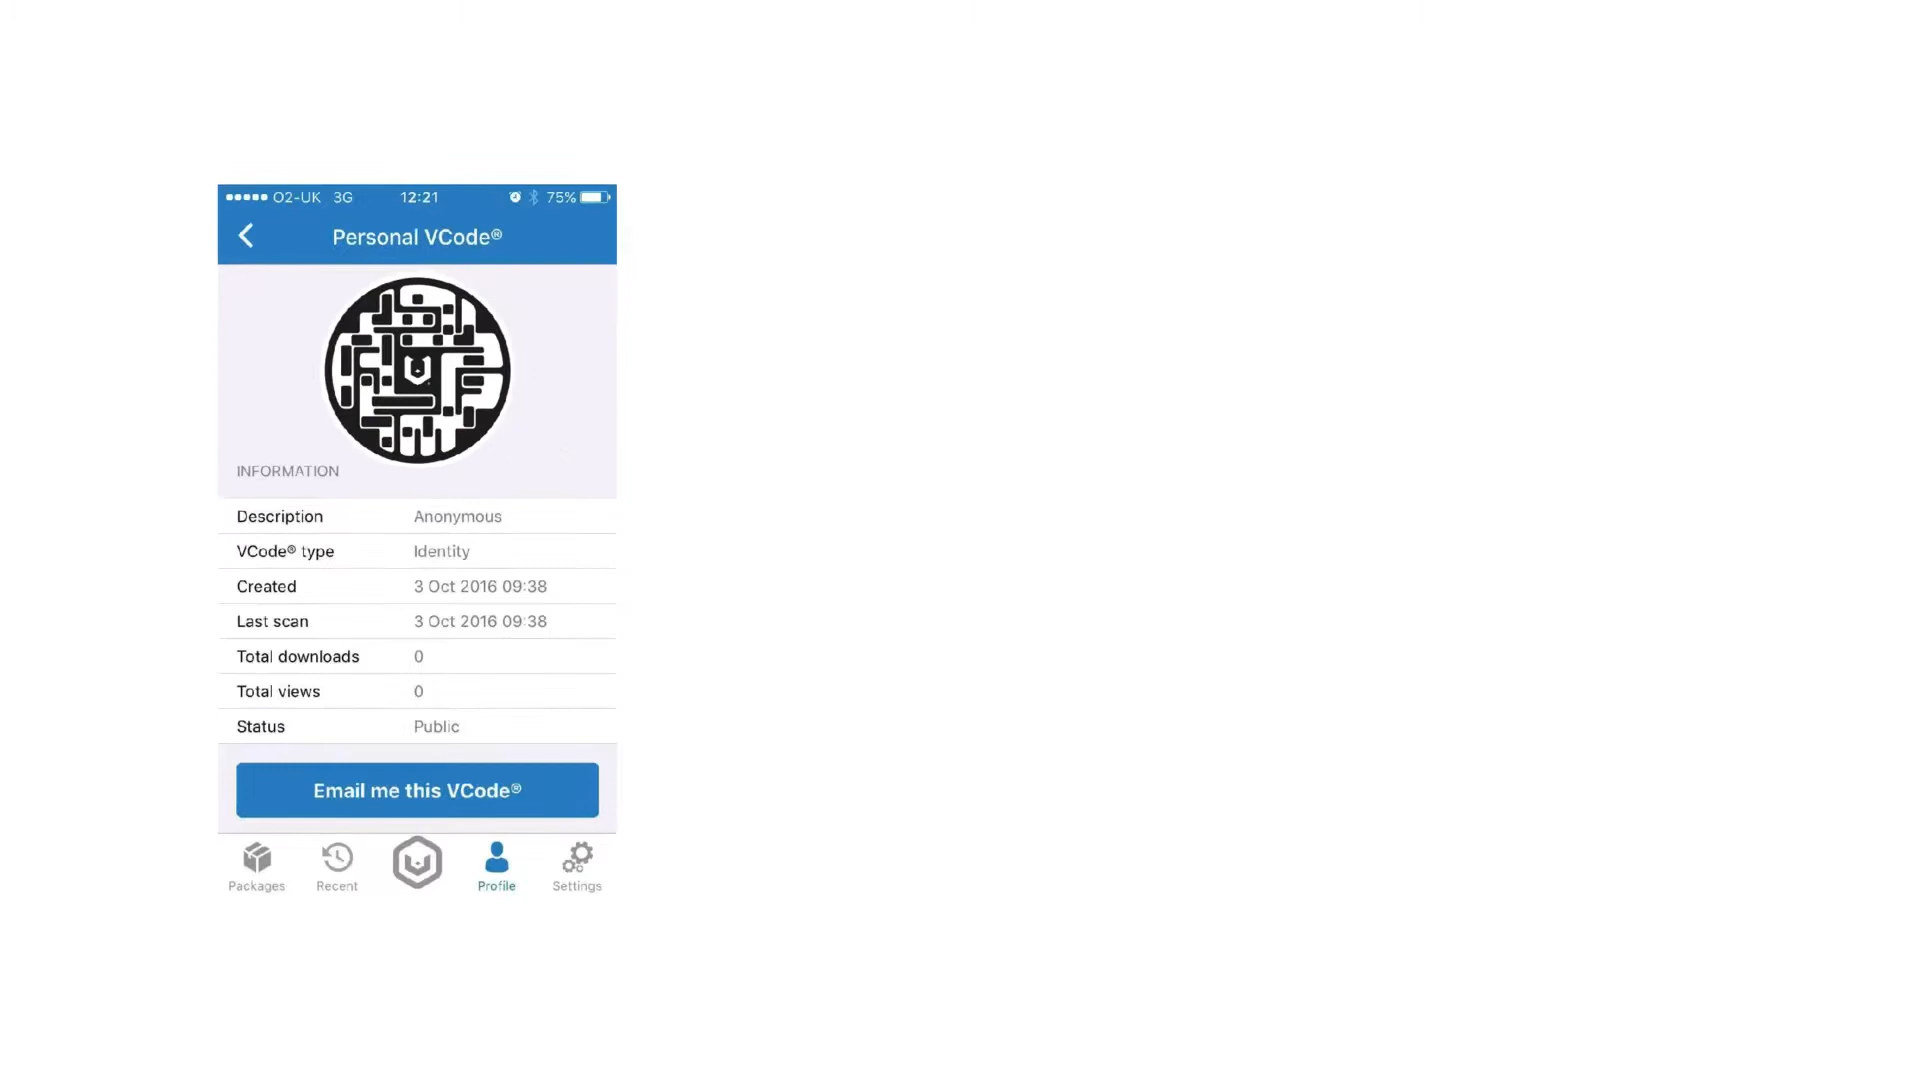 O2-UK 3G 12:21 75%
Personal VCode®
INFORMATION
Description Anonymous
VCode® type Identity
Created 3 Oct 2016 09:38
Last scan 3 Oct 2016 09:38
Total downloads 0
Total views 0
Status Public
Email me this VCode®
Packages Recent Profile Settings